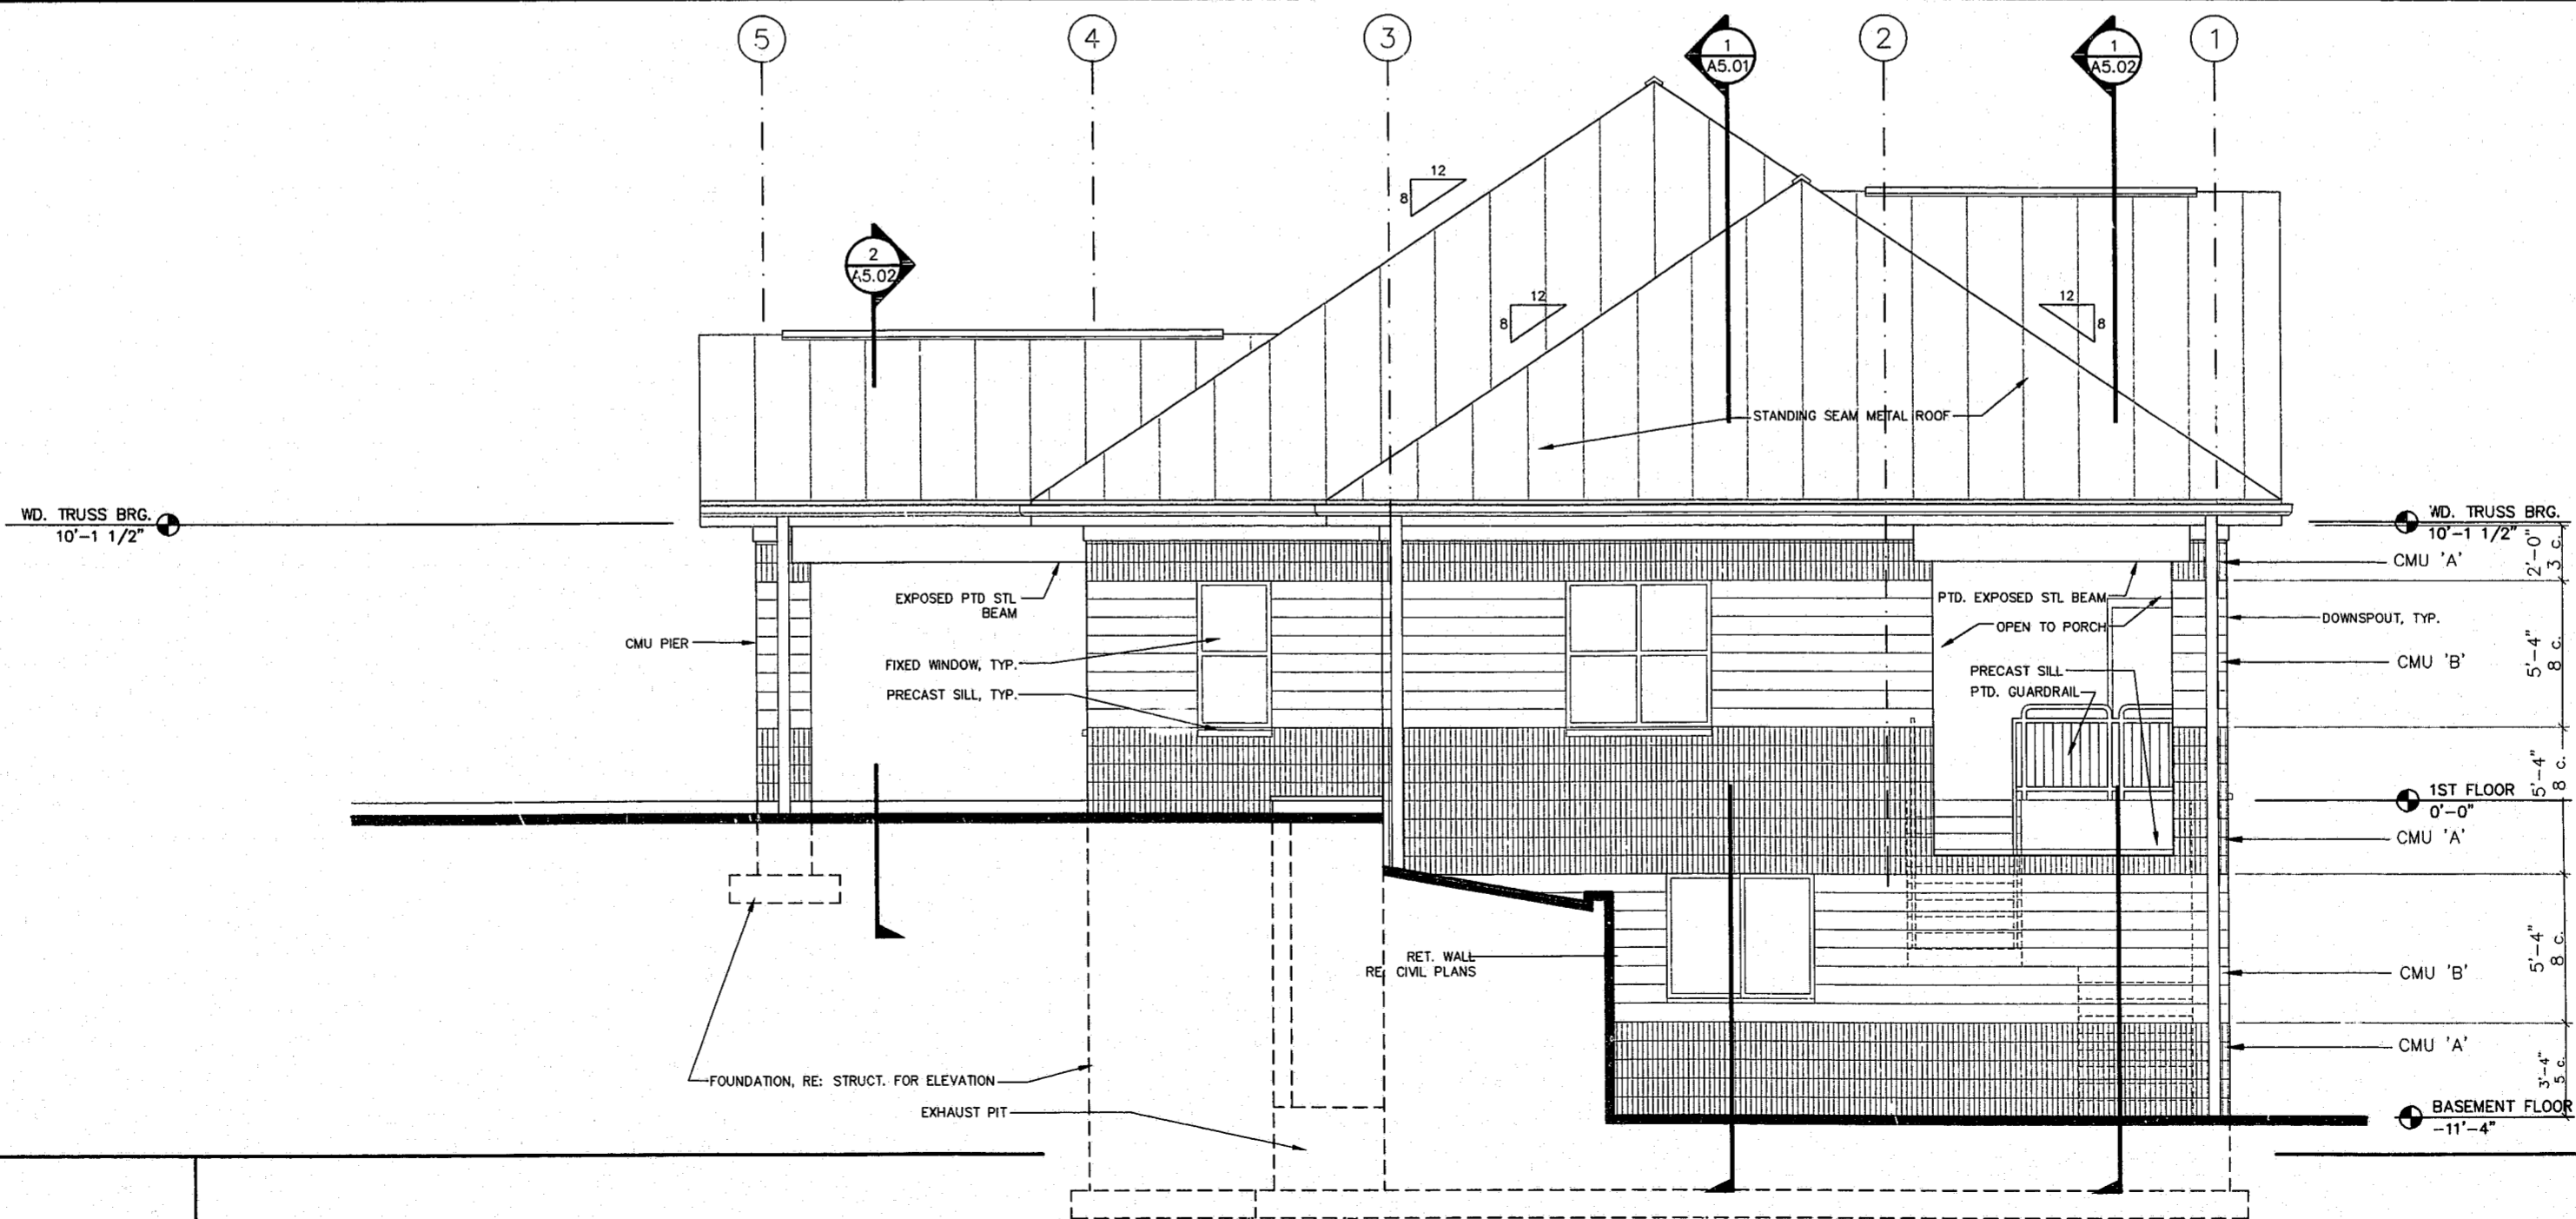 5
4
3
1
A5.01
2
1
A5.02
1
12
8
2
A5.02
12
8
12
8
STANDING SEAM METAL ROOF
WD. TRUSS BRG.
10'-1 1/2"
WD. TRUSS BRG.
10'-1 1/2"
2'-0"
3 c.
CMU 'A'
EXPOSED PTD STL
BEAM
PTD. EXPOSED STL BEAM
OPEN TO PORCH
DOWNSPOUT, TYP.
CMU PIER
FIXED WINDOW, TYP.
PRECAST SILL, TYP.
PRECAST SILL
PTD. GUARDRAIL
CMU 'B'
5'-4"
8 c.
5'-4"
8 c.
1ST FLOOR
0'-0"
CMU 'A'
RET. WALL
RE: CIVIL PLANS
CMU 'B'
5'-4"
8 c.
CMU 'A'
3'-4"
5 c.
FOUNDATION, RE: STRUCT. FOR ELEVATION
EXHAUST PIT
BASEMENT FLOOR
-11'-4"